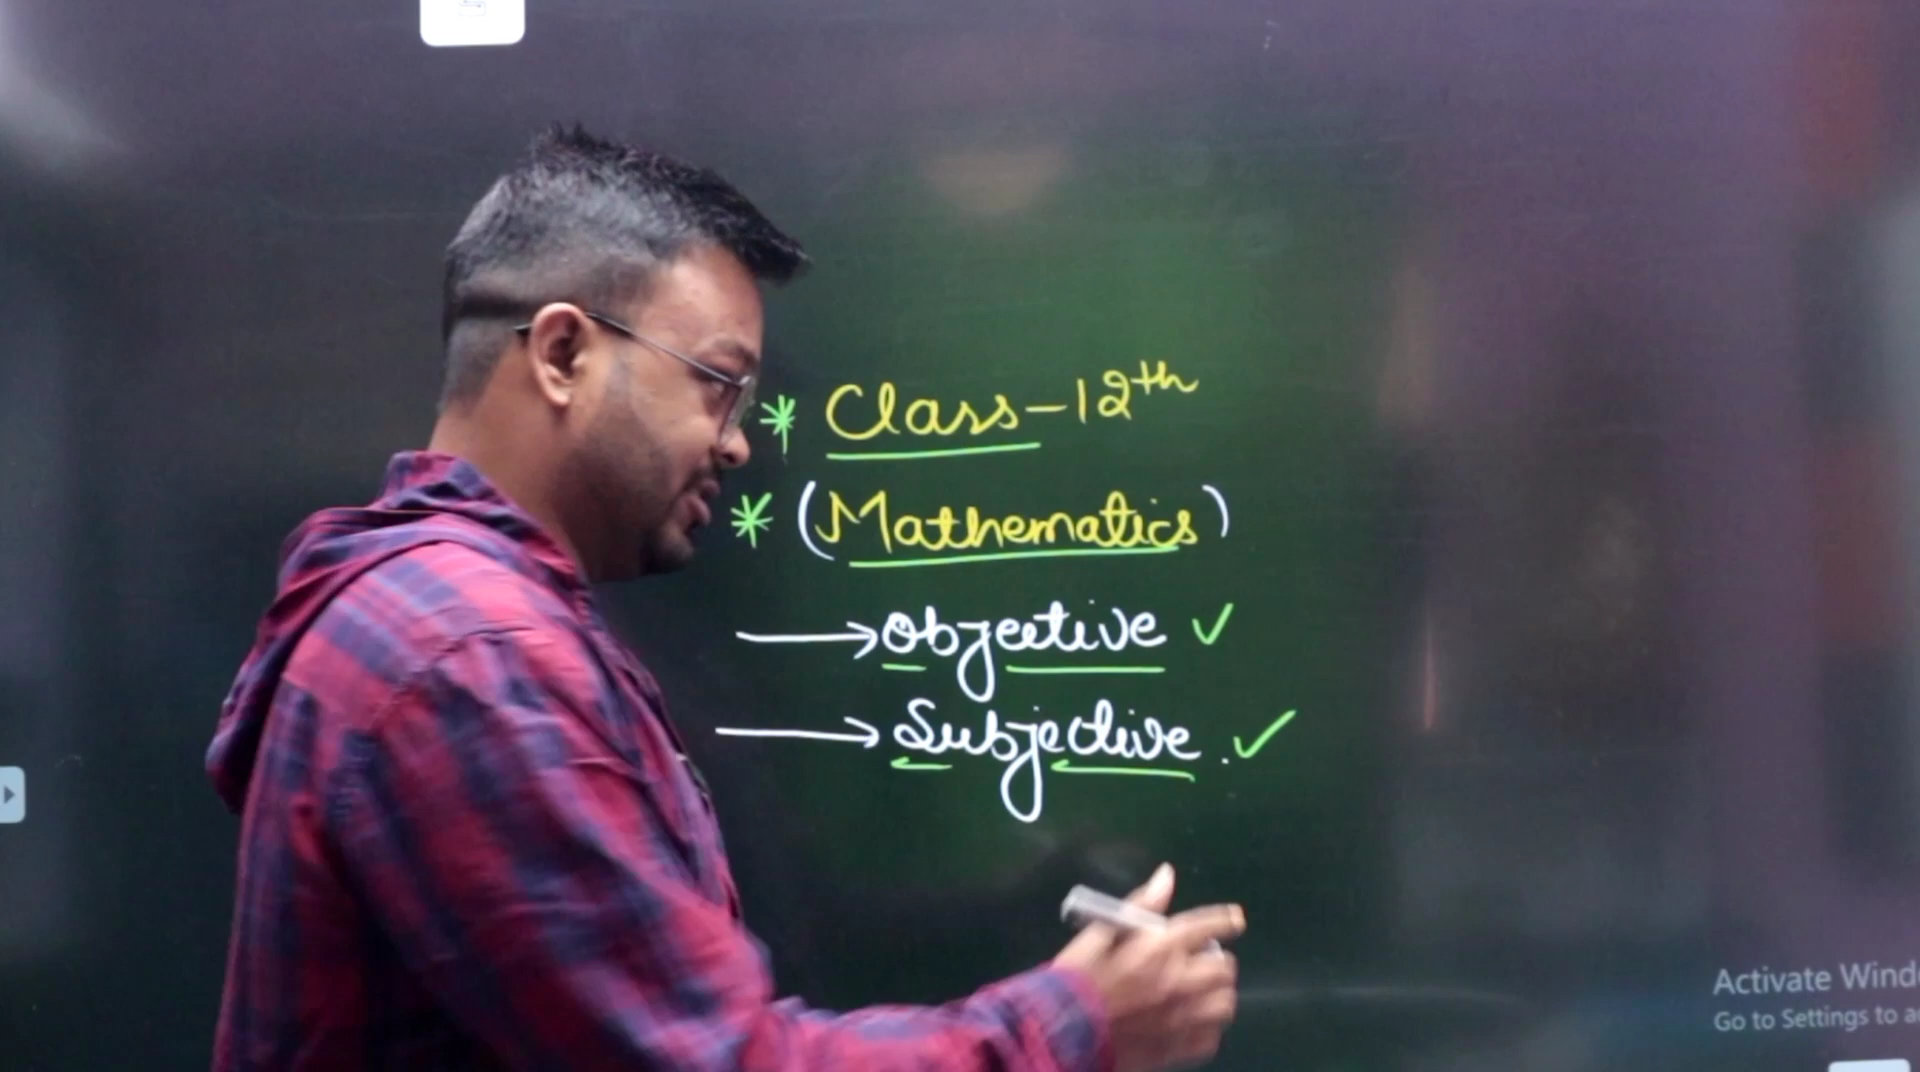 * Class-12th
* (Mathematics)
→ Objective ✓
→ Subjective. ✓
Activate Wind
Go to Settings to a